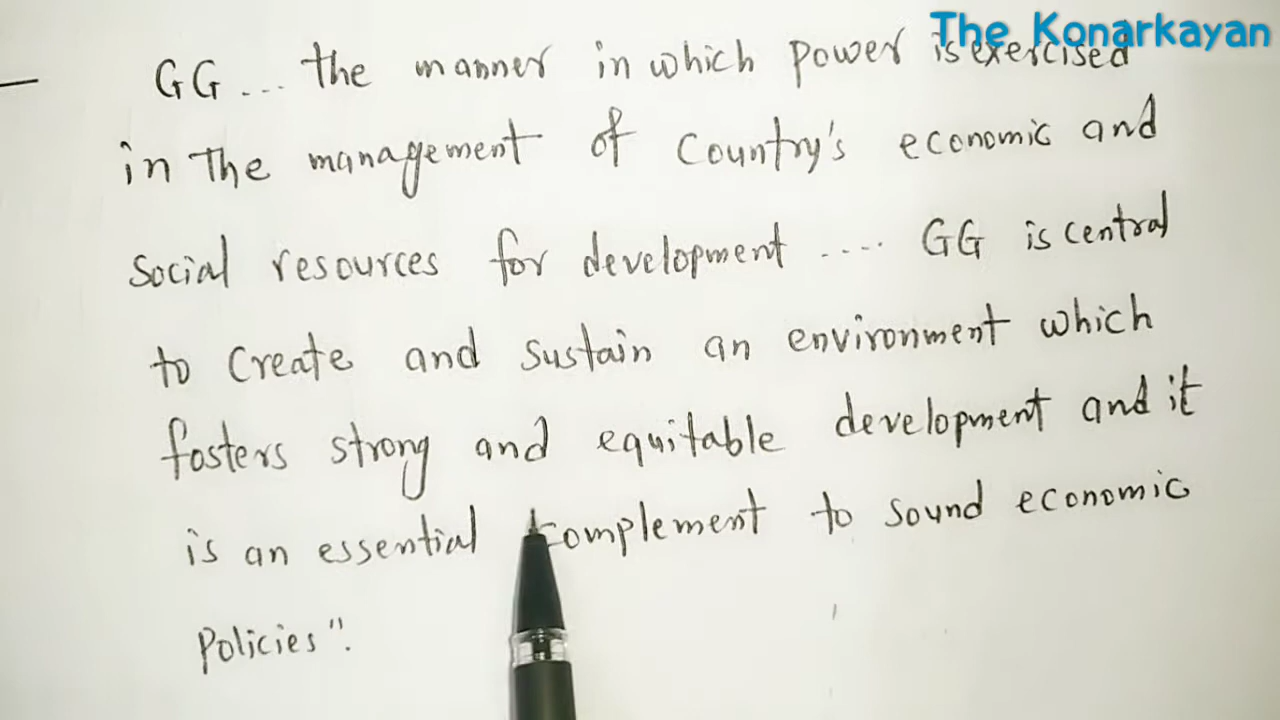 The Konarkayan
— GG ... the manner in which power is exercised
in the management of Country's economic and
social resources for development .... GG is central
to create and sustain an environment which
fosters strong and equitable development and it
is an essential complement to sound economic
Policies".